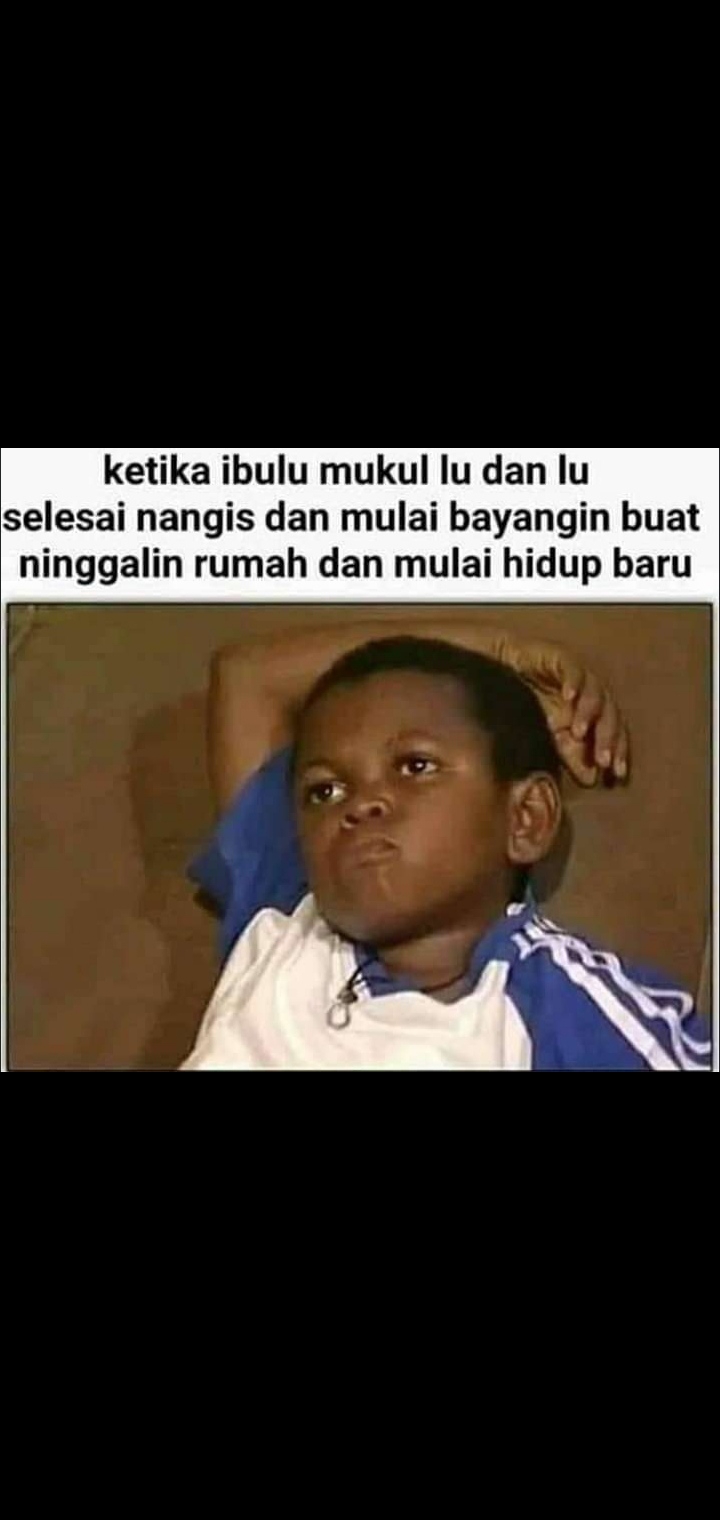 ketika ibulu mukul lu dan lu
selesai nangis dan mulai bayangin buat
ninggalin rumah dan mulai hidup baru